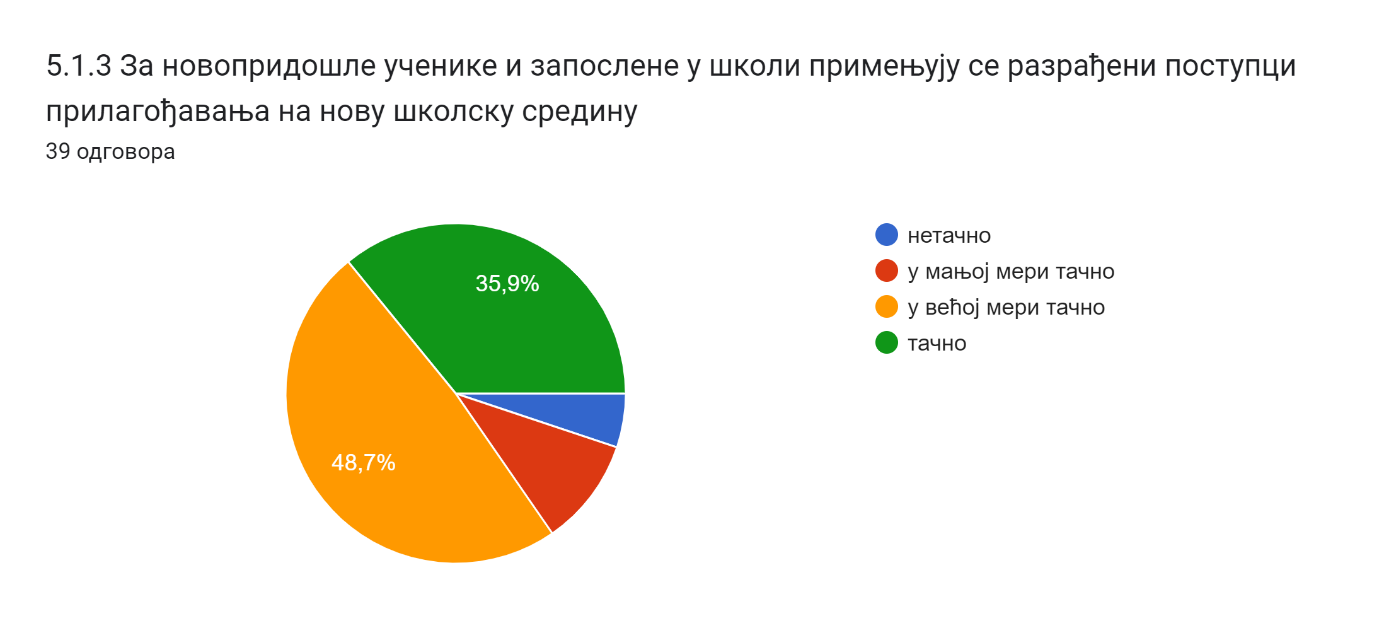 5.1.3 За новопридошле ученике и запослене у школи примењују се разрађени поступци
прилагођавања на нову школску средину
39 одговора
35,9%
48,7%
нетачно
у мањој мери тачно
у већој мери тачно
тачно